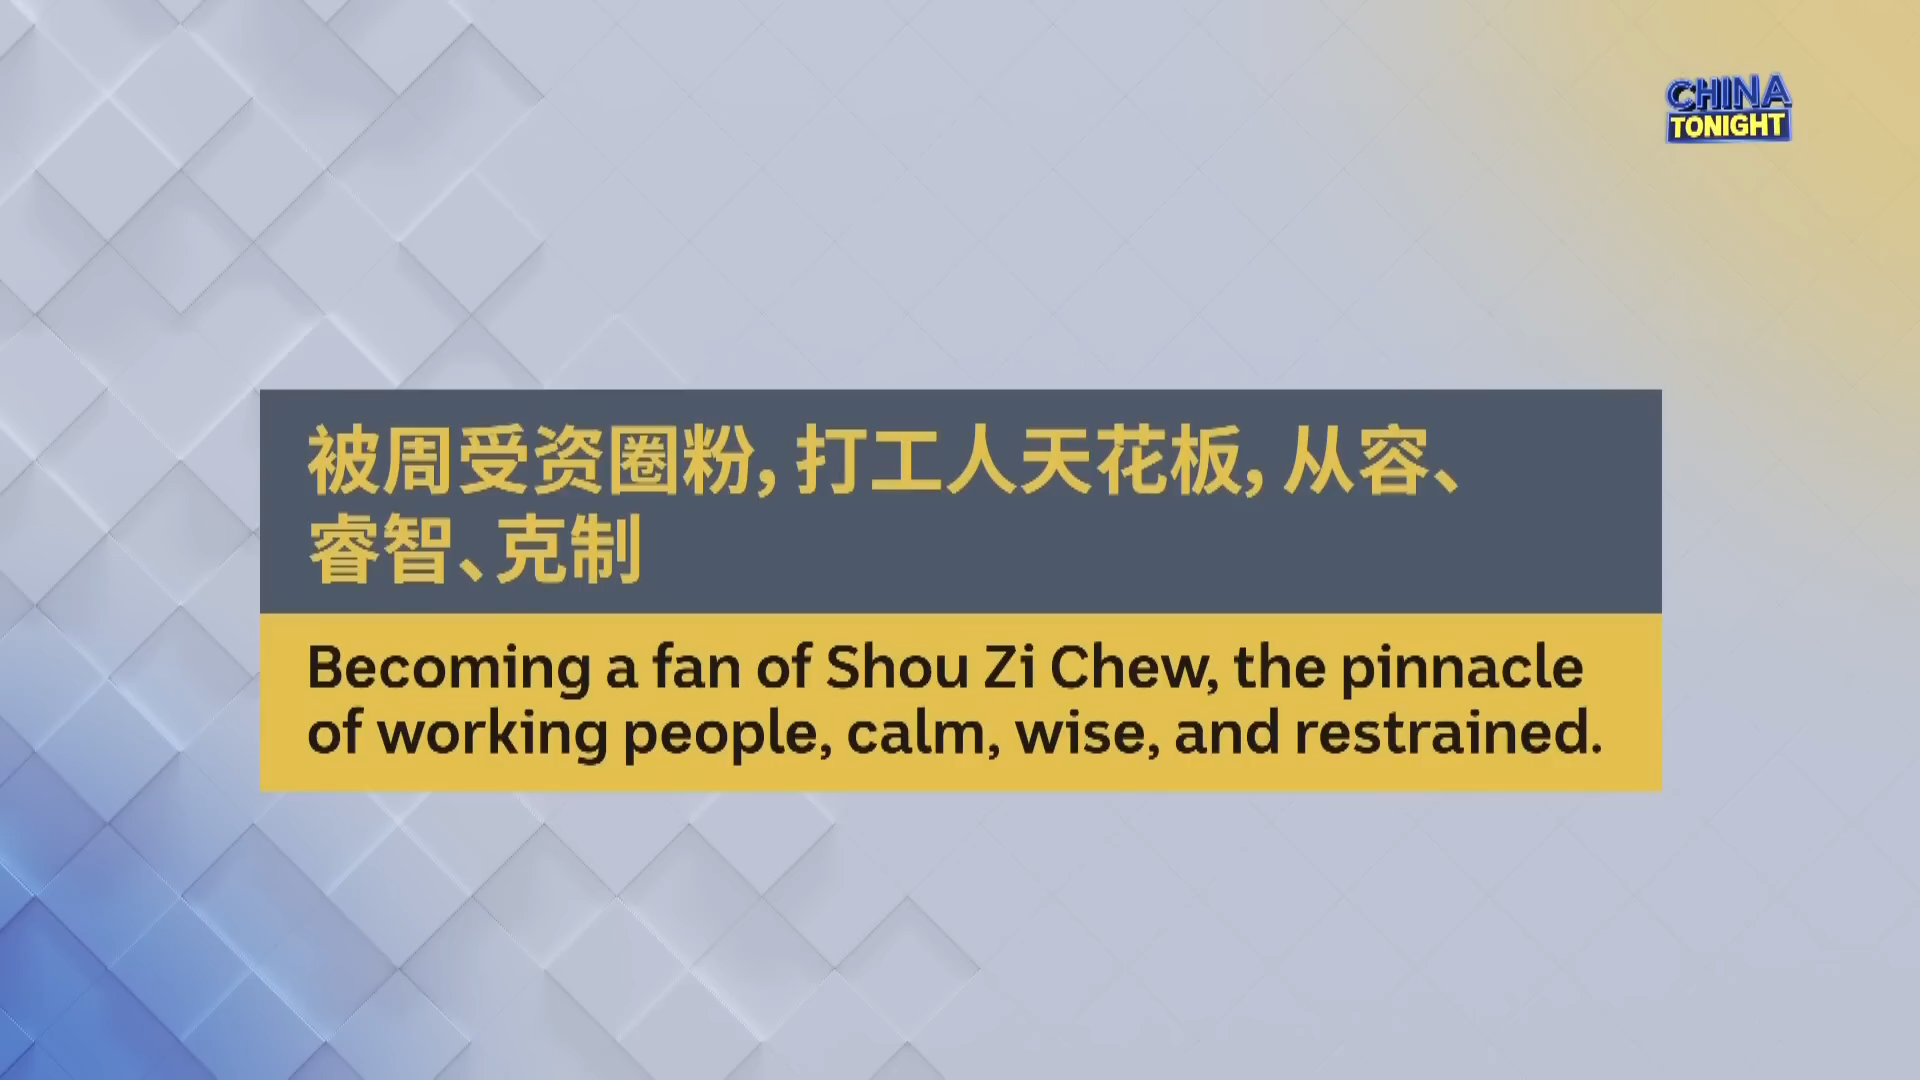 CHINA
TONIGHT
被周受资圈粉，打工人天花板，从容、
睿智、克制
Becoming a fan of Shou Zi Chew, the pinnacle
of working people, calm, wise, and restrained.